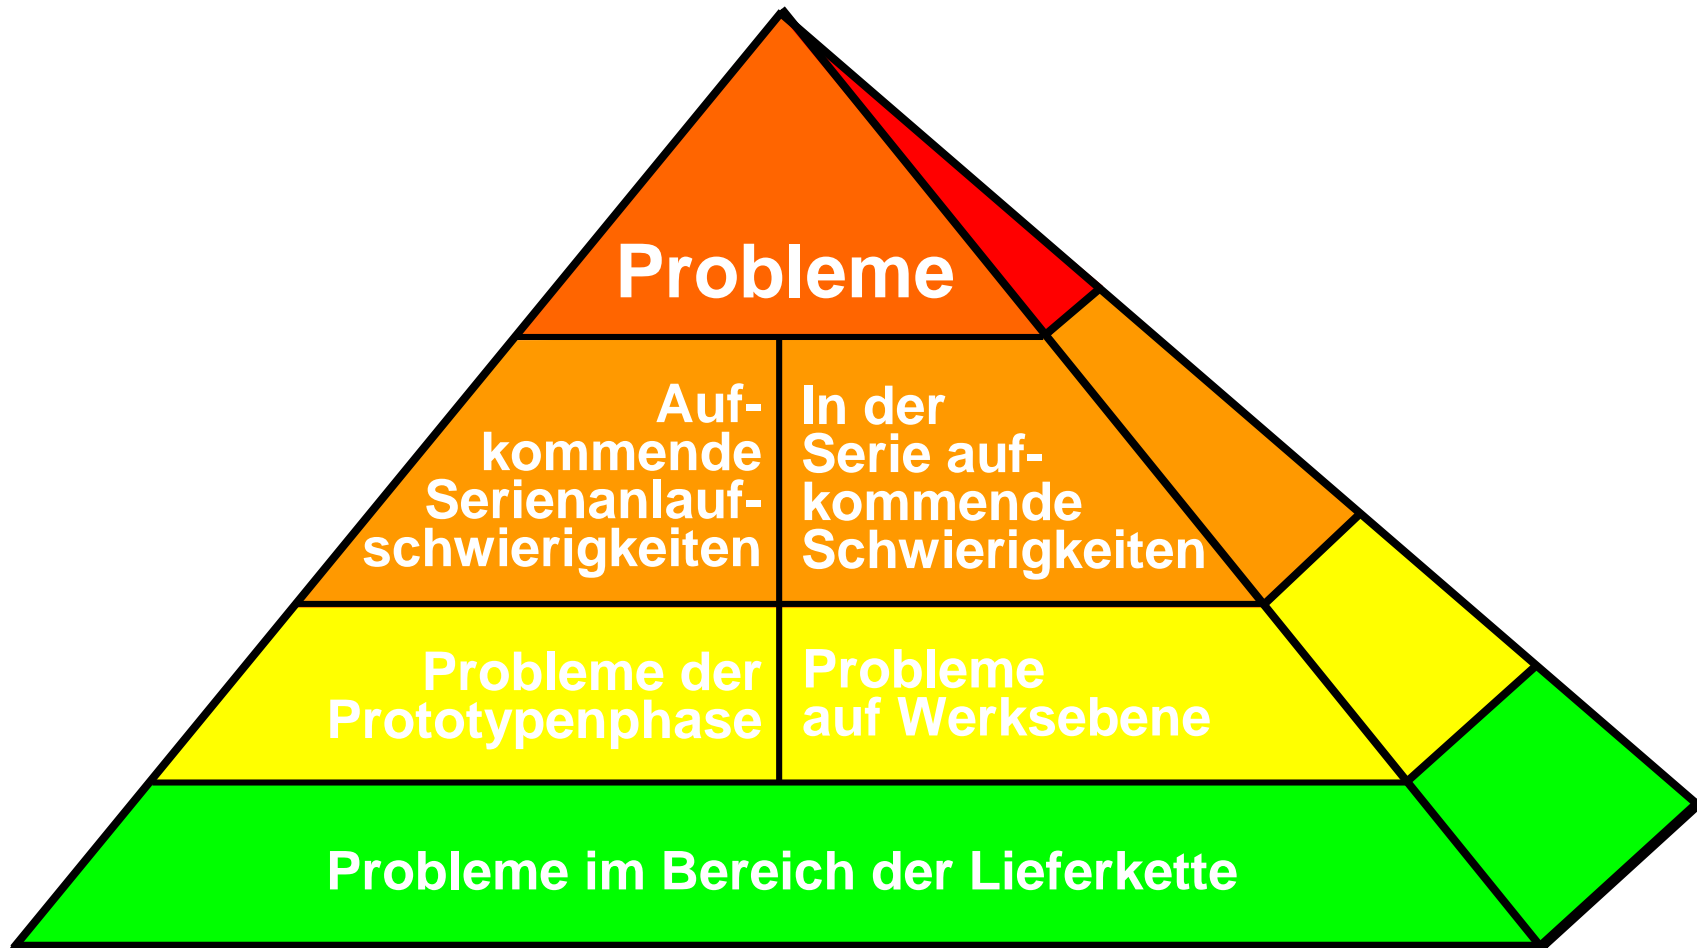 Probleme
Auf-
kommende
Serienanlauf-
schwierigkeiten
In der
Serie auf-
kommende
Schwierigkeiten
Probleme der
Prototypenphase
Probleme
auf Werksebene
Probleme im Bereich der Lieferkette